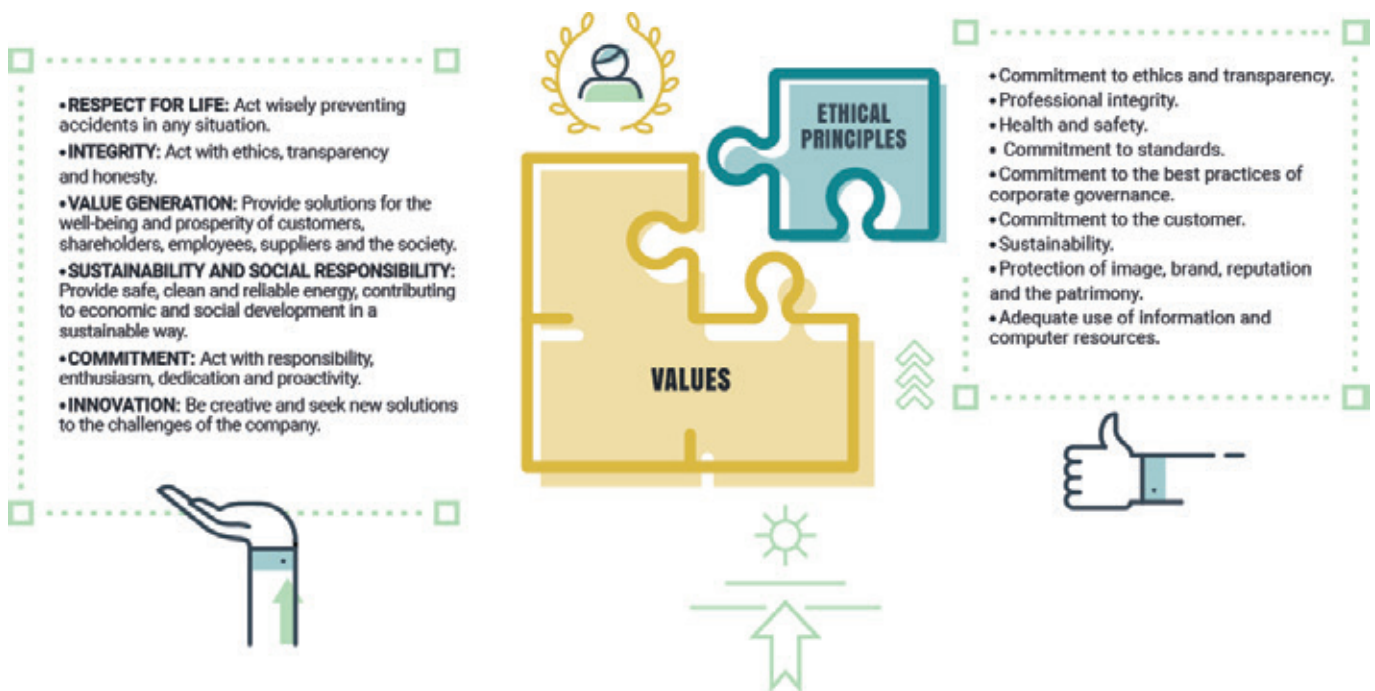 •RESPECT FOR LIFE: Act wisely preventing
accidents in any situation.
•INTEGRITY: Act with ethics, transparency
and honesty.
•VALUE GENERATION: Provide solutions for the
well-being and prosperity of customers,
shareholders, employees, suppliers and the society.
•SUSTAINABILITY AND SOCIAL RESPONSIBILITY:
Provide safe, clean and reliable energy, contributing
to economic and social development in a
sustainable way.
•COMMITMENT: Act with responsibility,
enthusiasm, dedication and proactivity.
•INNOVATION: Be creative and seek new solutions
to the challenges of the company.
ETHICAL
PRINCIPLES
VALUES
•Commitment to ethics and transparency.
•Professional integrity.
•Health and safety.
• Commitment to standards.
•Commitment to the best practices of
corporate governance.
•Commitment to the customer.
•Sustainability.
•Protection of image, brand, reputation
and the patrimony.
•Adequate use of information and
computer resources.